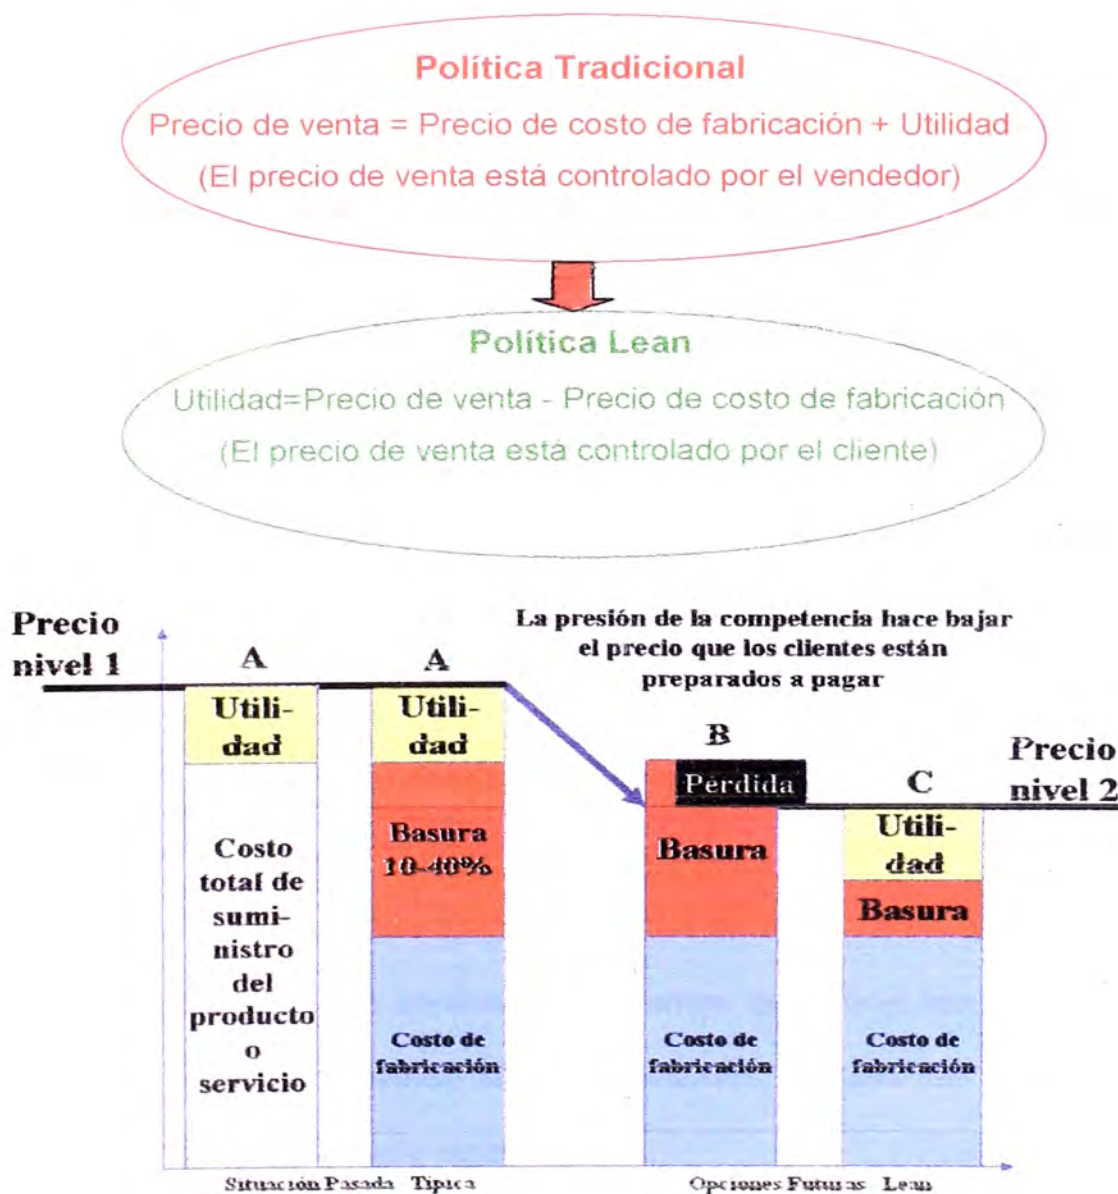 Política Tradicional
Precio de venta = Precio de costo de fabricación + Utilidad
(El precio de venta está controlado por el vendedor)
Política Lean
Utilidad=Precio de venta - Precio de costo de fabricación
(El precio de venta está controlado por el cliente)
Precio
nivel 1
A
A
La presión de la competencia hace bajar
el precio que los clientes están
preparados a pagar
B
C
Precio
nivel 2
Utili-
dad
Costo
total de
sumi-
nistro
del
producto
o
servicio
Utili-
dad
Basura
10-40%
Costo de
fabricación
Pérdida
Basura
Costo de
fabricación
Utili-
dad
Basura
Costo de
fabricación
Situación Pasada Típica
Opciones Futuras Lean